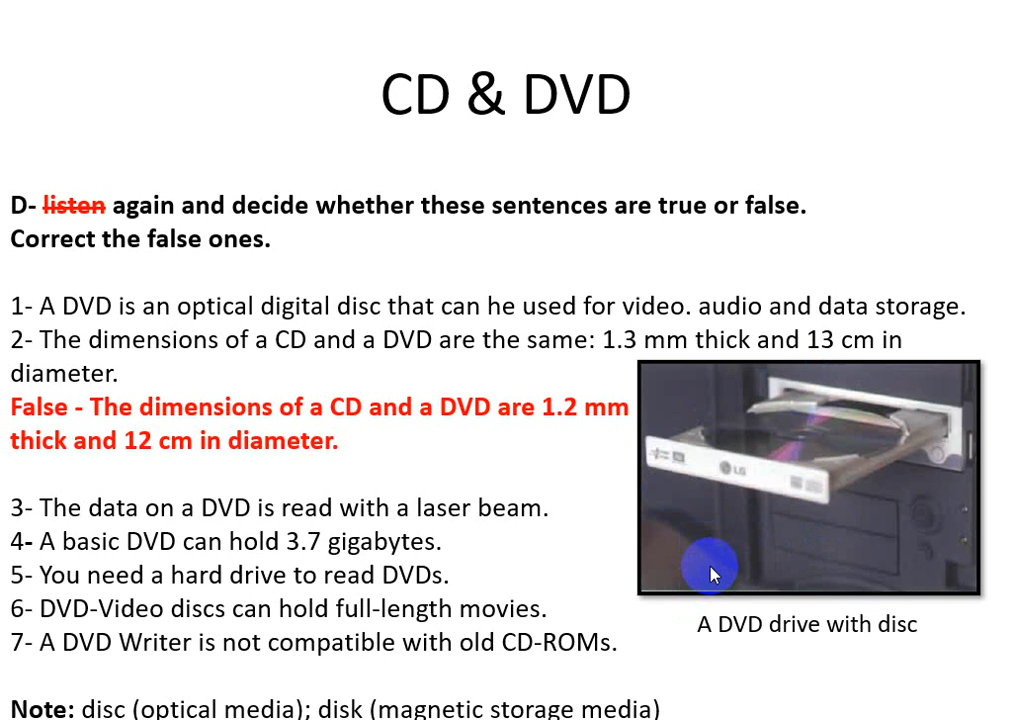 CD & DVD
D- listen again and decide whether these sentences are true or false.
Correct the false ones.
1- A DVD is an optical digital disc that can he used for video. audio and data storage.
2- The dimensions of a CD and a DVD are the same: 1.3 mm thick and 13 cm in
diameter.
False - The dimensions of a CD and a DVD are 1.2 mm
thick and 12 cm in diameter.
LG
3- The data on a DVD is read with a laser beam.
4- A basic DVD can hold 3.7 gigabytes.
5- You need a hard drive to read DVDs.
6- DVD-Video discs can hold full-length movies.
A DVD drive with disc
7- A DVD Writer is not compatible with old CD-ROMs.
Note: disc (optical media); disk (magnetic storage media)